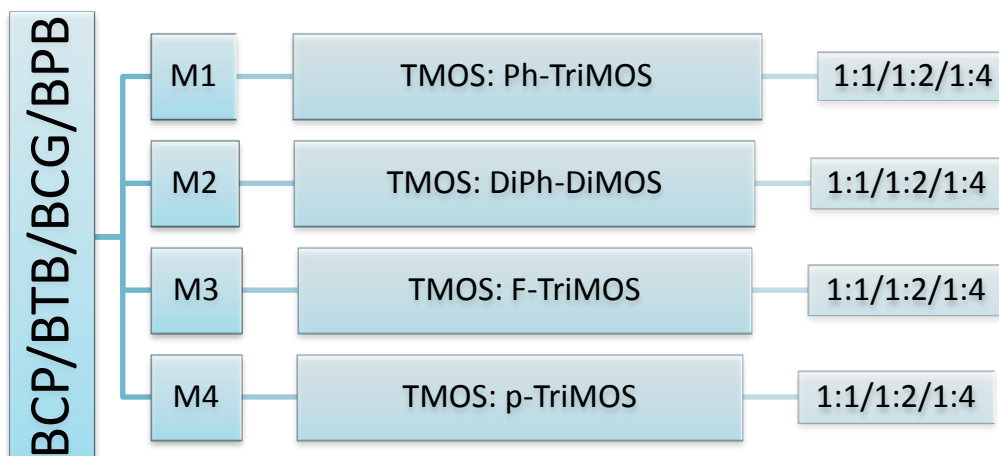 BCP/BTB/BCG/BPB
M1
TMOS: Ph-TriMOS
1:1/1:2/1:4
M2
TMOS: DiPh-DiMOS
1:1/1:2/1:4
M3
TMOS: F-TriMOS
1:1/1:2/1:4
M4
TMOS: p-TriMOS
1:1/1:2/1:4